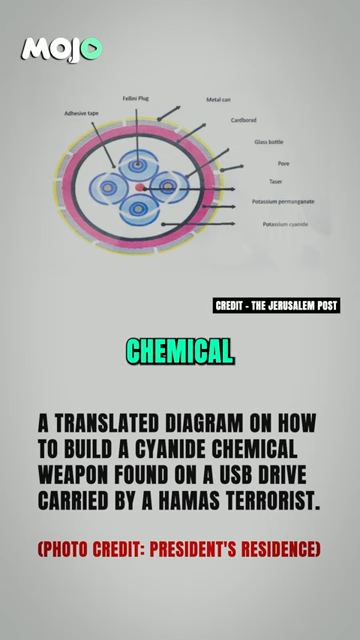 MOJO
Fellei Plug
Metal can
Adhesive tape
Cardborad
Glass bottle
Pore
Taser
Potassium permanganate
Potassium cyanide
CREDIT - THE JERUSALEM POST
CHEMICAL
A TRANSLATED DIAGRAM ON HOW
TO BUILD A CYANIDE CHEMICAL
WEAPON FOUND ON A USB DRIVE
CARRIED BY A HAMAS TERRORIST.
(PHOTO CREDIT: PRESIDENT'S RESIDENCE)